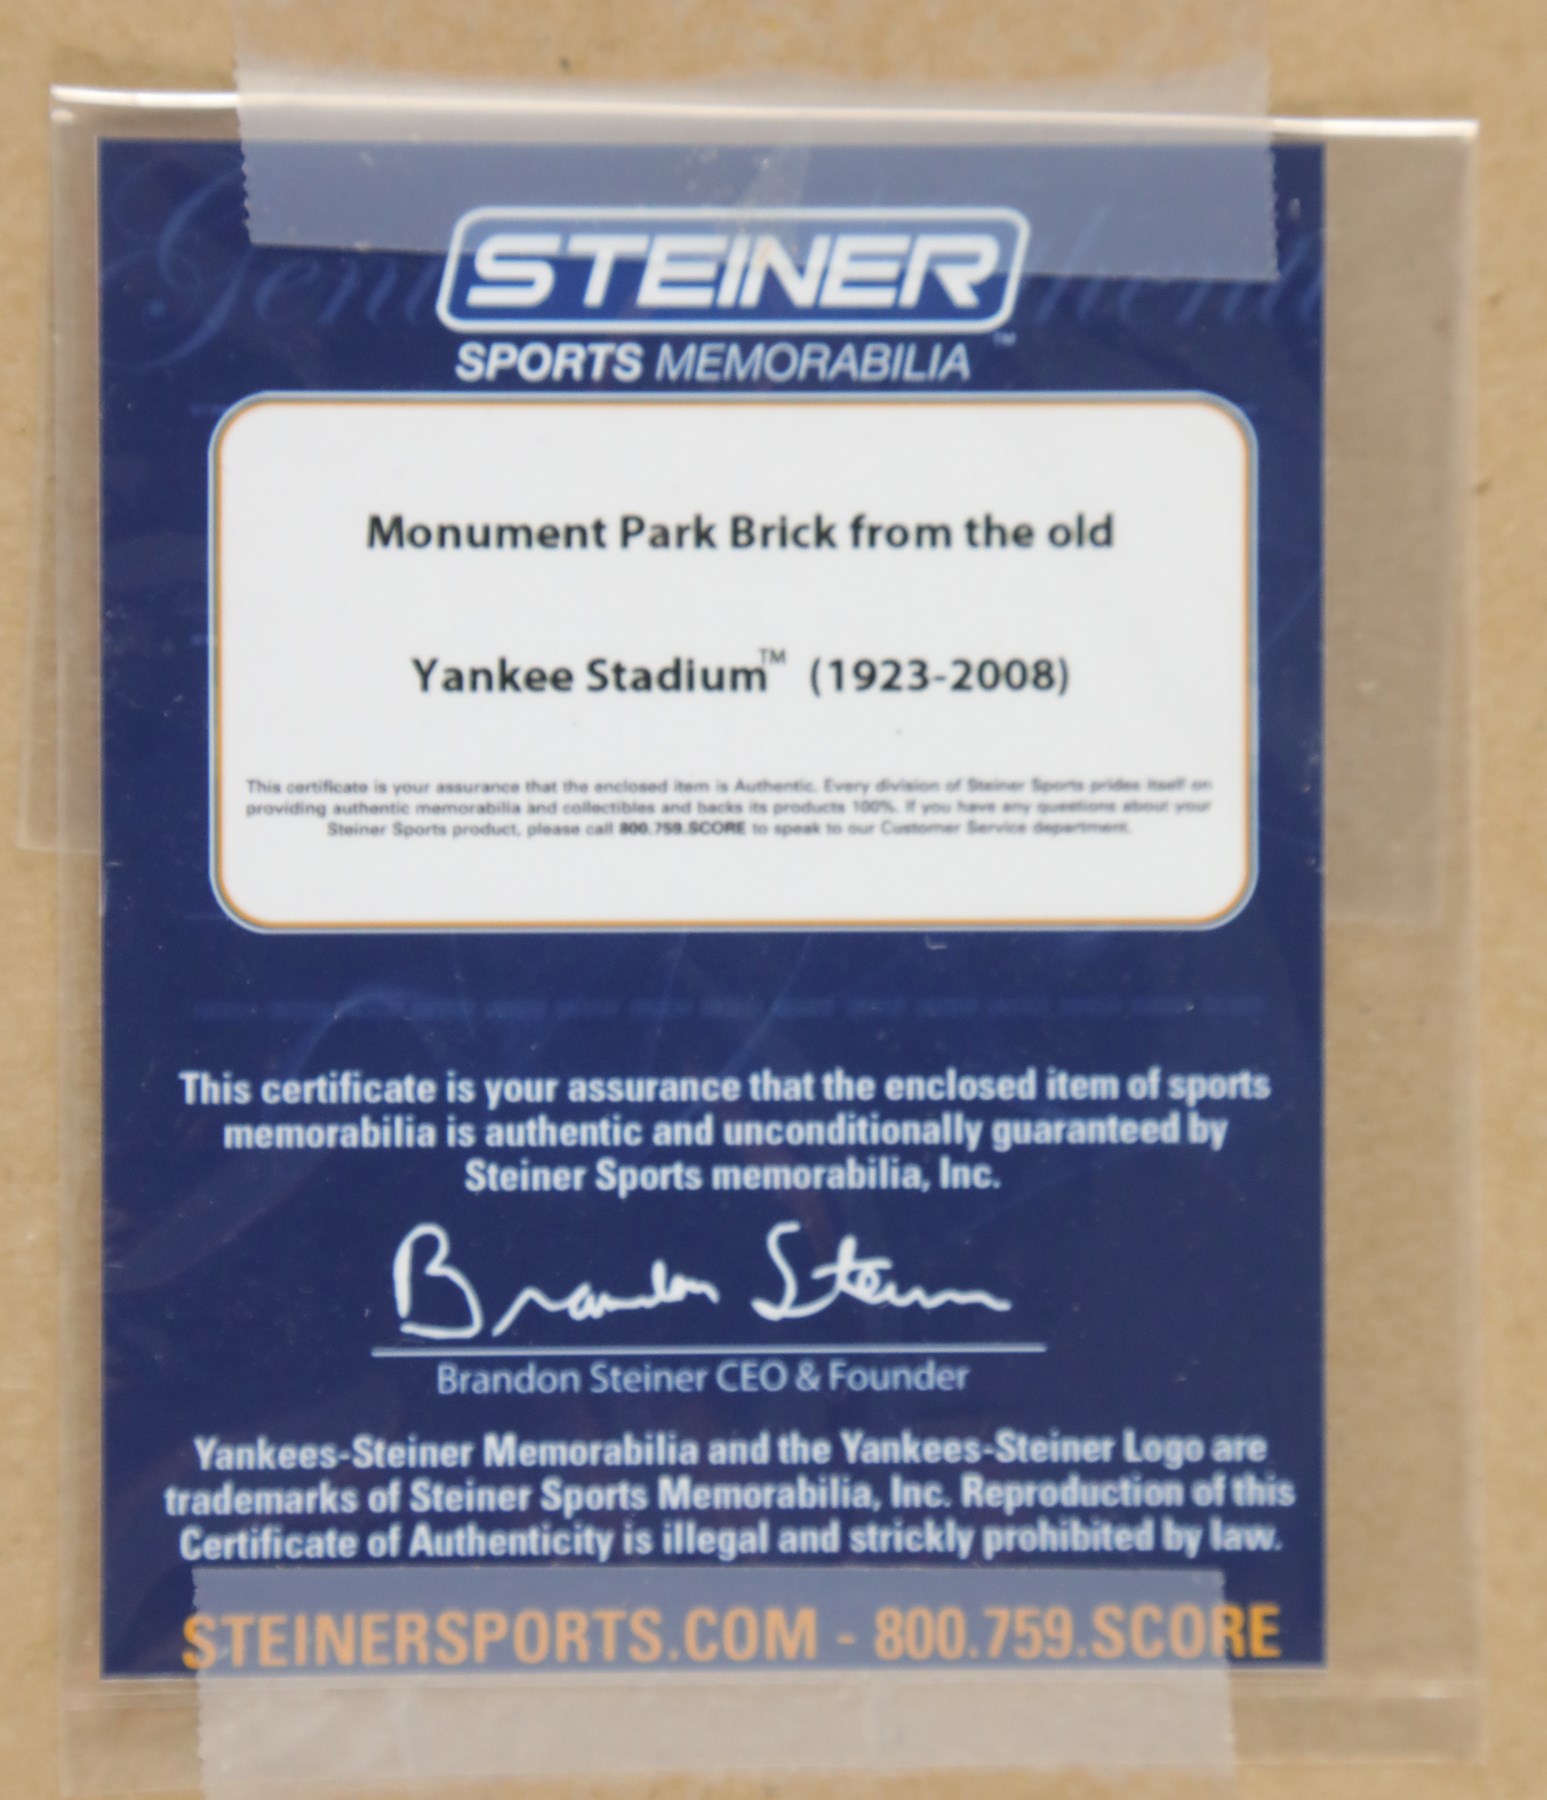 STEINER
SPORTS MEMORABILIA ™
Monument Park Brick from the old
Yankee Stadium™ (1923-2008)
This certificate is your assurance that the enclosed item is Authentic. Every division of Steiner Sports prides itself on
providing authentic memorabilia and collectibles and backs its products 100%. If you have any questions about your
Steiner Sports product, please call 800.759.SCORE to speak to our Customer Service department.
This certificate is your assurance that the enclosed item of sports
memorabilia is authentic and unconditionally guaranteed by
Steiner Sports memorabilia, Inc.
Brandon Steiner
Brandon Steiner CEO & Founder
Yankees-Steiner Memorabilia and the Yankees-Steiner Logo are
trademarks of Steiner Sports Memorabilia, Inc. Reproduction of this
Certificate of Authenticity is illegal and strickly prohibited by law.
STEINERSPORTS.COM - 800.759.SCORE